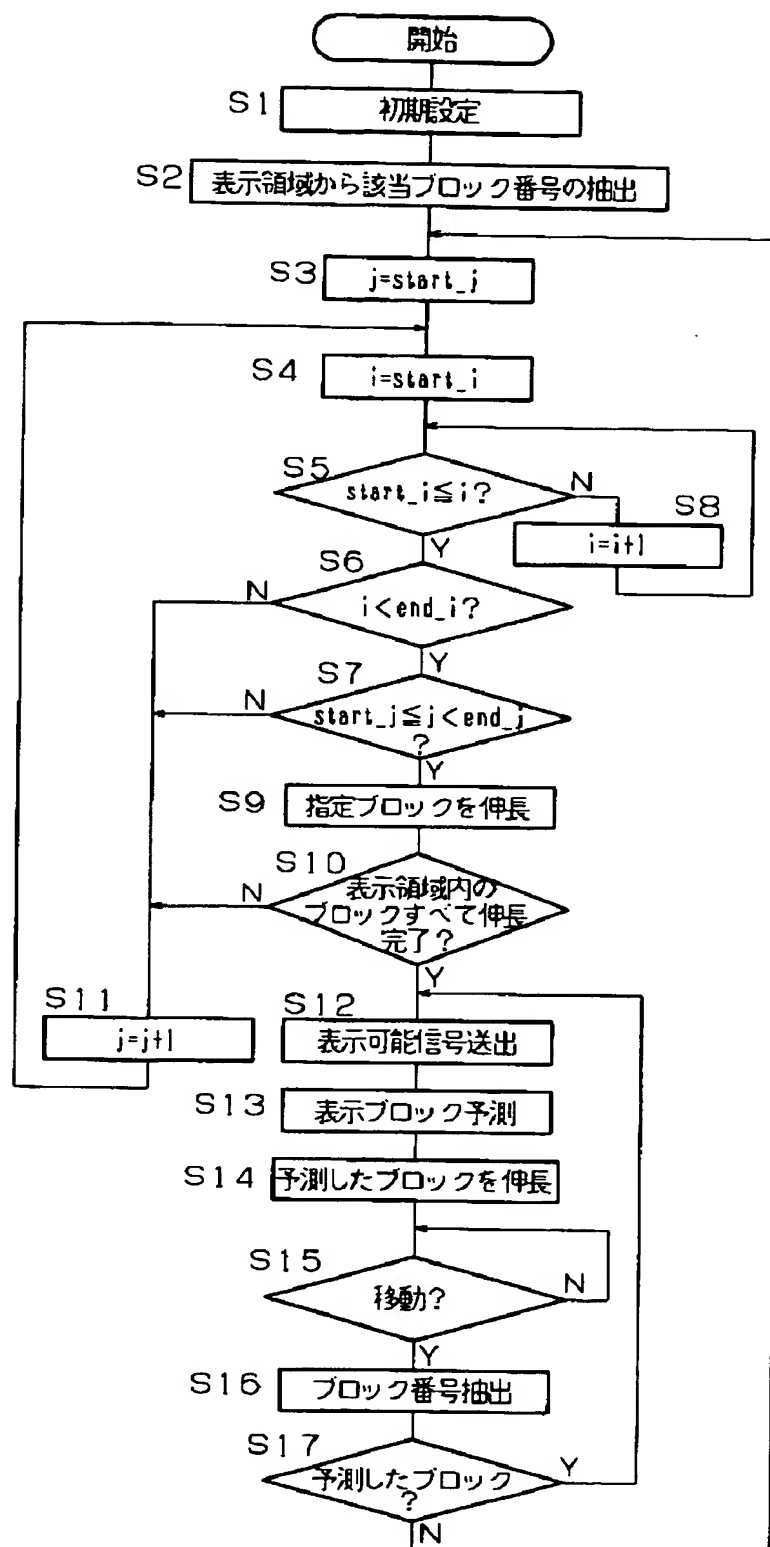 開始
S1
初期設定
S2
表示領域から該当ブロック番号の抽出
S3
j=start_j
S4
i=start_i
S5
start_i≦i?
N
Y
S8
i=i+1
S6
i<end_i?
N
Y
S7
start_j≦j<end_j
?
N
Y
S9
指定ブロックを伸長
S10
表示領域内の
ブロックすべて伸長
完了?
N
Y
S11
j=j+1
S12
表示可能信号送出
S13
表示ブロック予測
S14
予測したブロックを伸長
S15
移動?
N
Y
S16
ブロック番号抽出
S17
予測したブロック
?
Y
N